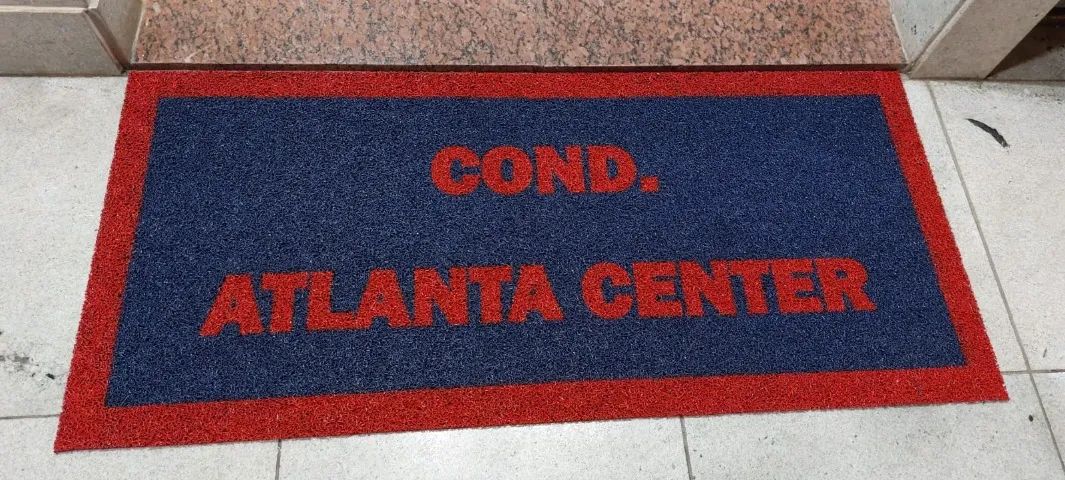 COND.
ATLANTA CENTER